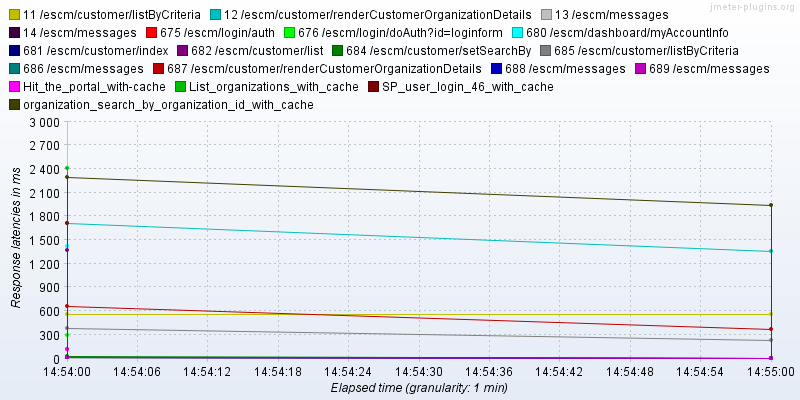 jmeter-plugins.org
11 /escm/customer/listByCriteria 12 /escm/customer/renderCustomerOrganizationDetails 13 /escm/messages
14 /escm/messages 675 /escm/login/auth 676 /escm/login/doAuth?id=loginform 680 /escm/dashboard/myAccountInfo
681 /escm/customer/index 682 /escm/customer/list 684 /escm/customer/setSearchBy 685 /escm/customer/listByCriteria
686 /escm/messages 687 /escm/customer/renderCustomerOrganizationDetails 688 /escm/messages 689 /escm/messages
Hit_the_portal_with-cache List_organizations_with_cache SP_user_login_46_with_cache
organization_search_by_organization_id_with_cache
3 000
2 700
2 400
2 100
1 800
1 500
1 200
900
600
300
0
Response latencies in ms
14:54:00 14:54:06 14:54:12 14:54:18 14:54:24 14:54:30 14:54:36 14:54:42 14:54:48 14:54:54 14:55:00
Elapsed time (granularity: 1 min)